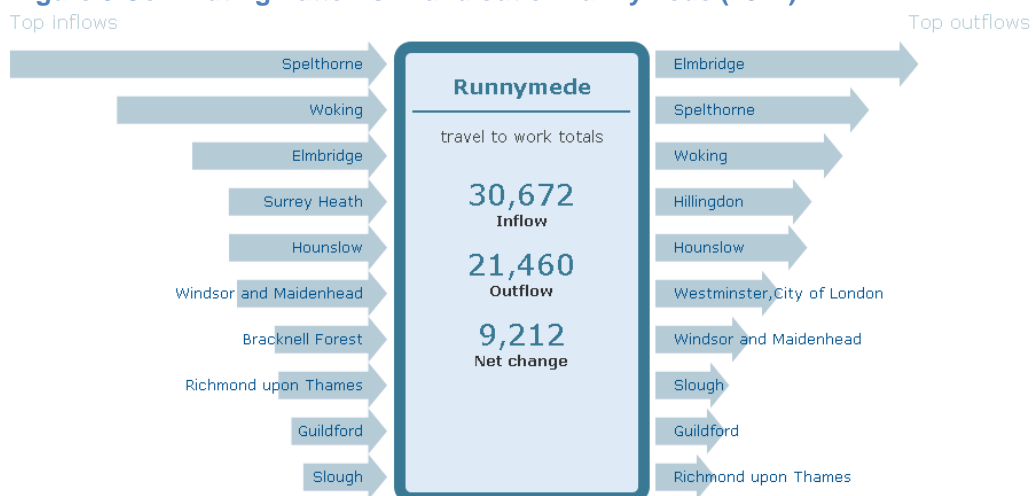 Top inflows
Top outflows
Spelthorne
Woking
Elmbridge
Surrey Heath
Hounslow
Windsor and Maidenhead
Bracknell Forest
Richmond upon Thames
Guildford
Slough
Runnymede
travel to work totals
30,672
Inflow
21,460
Outflow
9,212
Net change
Elmbridge
Spelthorne
Woking
Hillingdon
Hounslow
Westminster,City of London
Windsor and Maidenhead
Slough
Guildford
Richmond upon Thames